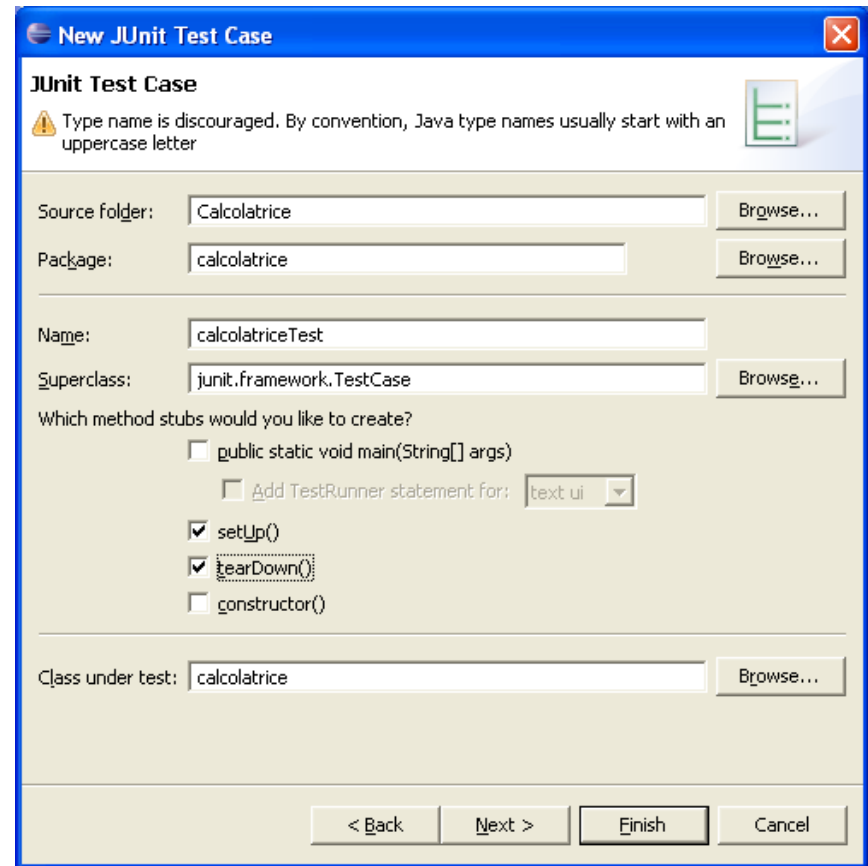 New JUnit Test Case
JUnit Test Case
Type name is discouraged. By convention, Java type names usually start with an
uppercase letter
Source folder: Calcolatrice Browse...
Package: calcolatrice Browse...
Name: calcolatriceTest
Superclass: junit.framework.TestCase Browse...
Which method stubs would you like to create?
public static void main(String[] args)
Add TestRunner statement for: text ui
setUp()
tearDown()
constructor()
Class under test: calcolatrice Browse...
< Back Next > Finish Cancel